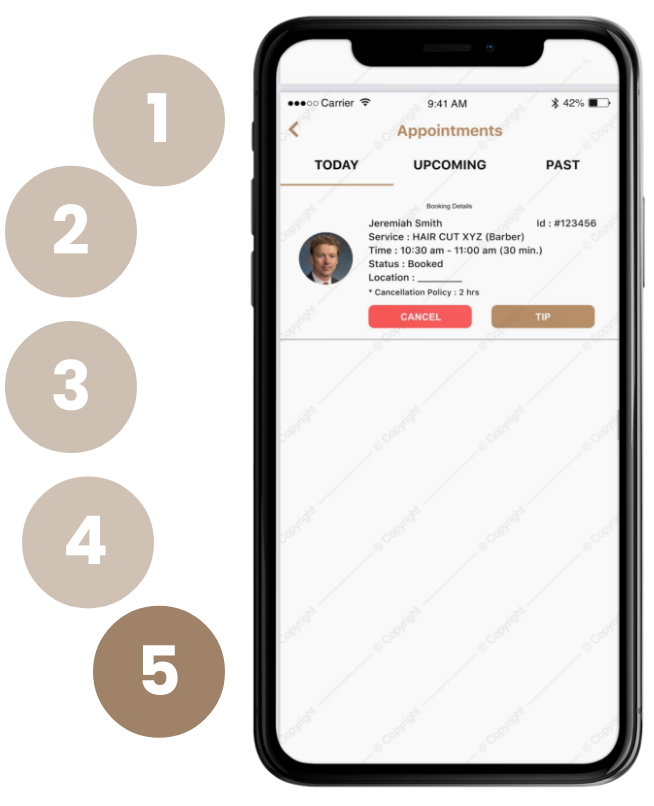 1
2
3
4
5
Carrier 9:41 AM 42%
Appointments
TODAY UPCOMING PAST
Booking Details
Jeremiah Smith Id : #123456
Service : HAIR CUT XYZ (Barber)
Time : 10:30 am - 11:00 am (30 min.)
Status : Booked
Location : ________
* Cancellation Policy : 2 hrs
CANCEL TIP
© Copyright